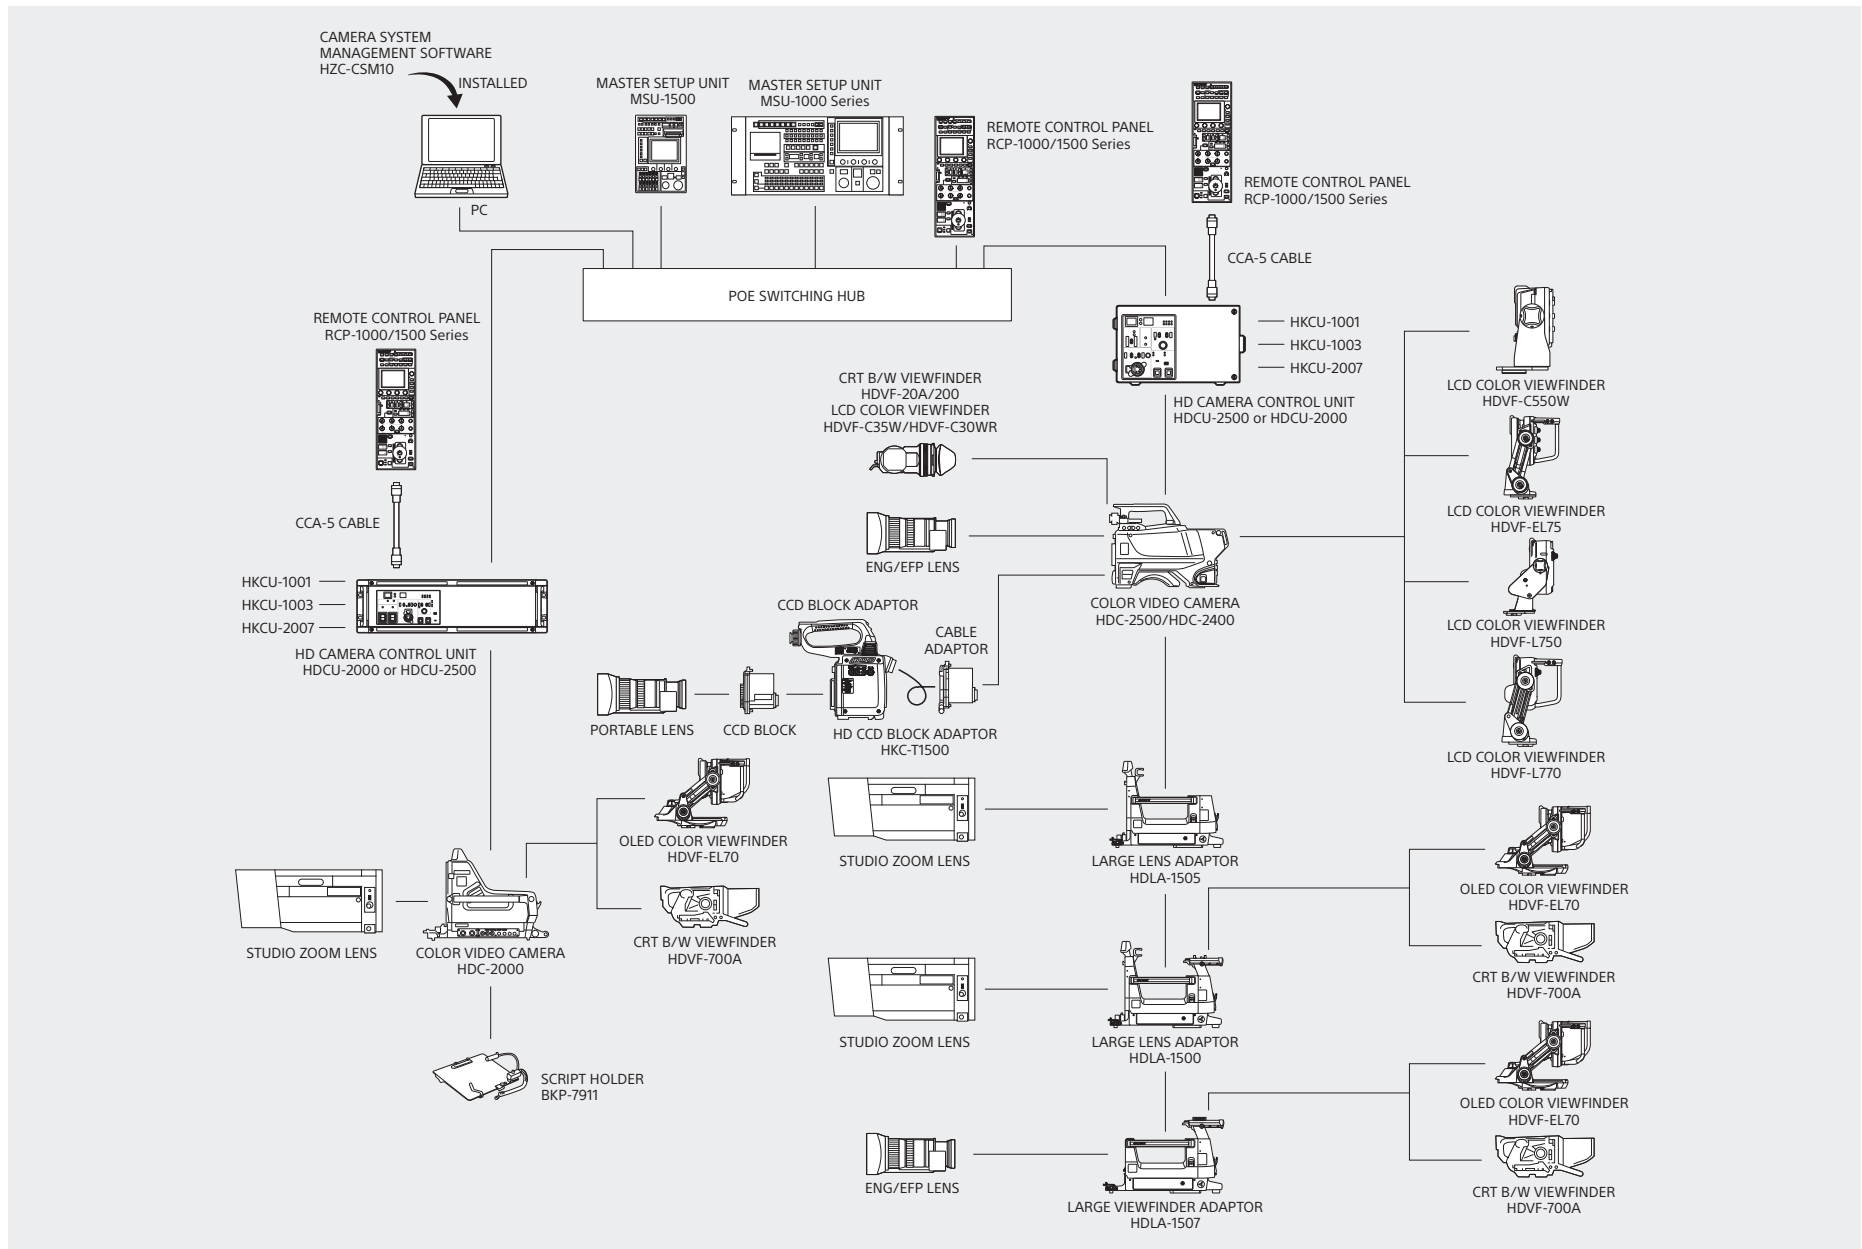 CAMERA SYSTEM
MANAGEMENT SOFTWARE
HZC-CSM10
INSTALLED
PC
MASTER SETUP UNIT
MSU-1500
MASTER SETUP UNIT
MSU-1000 Series
REMOTE CONTROL PANEL
RCP-1000/1500 Series
REMOTE CONTROL PANEL
RCP-1000/1500 Series
CCA-5 CABLE
POE SWITCHING HUB
REMOTE CONTROL PANEL
RCP-1000/1500 Series
CCA-5 CABLE
HKCU-1001
HKCU-1003
HKCU-2007
HD CAMERA CONTROL UNIT
HDCU-2000 or HDCU-2500
HKCU-1001
HKCU-1003
HKCU-2007
HD CAMERA CONTROL UNIT
HDCU-2500 or HDCU-2000
CRT B/W VIEWFINDER
HDVF-20A/200
LCD COLOR VIEWFINDER
HDVF-C35W/HDVF-C30WR
ENG/EFP LENS
COLOR VIDEO CAMERA
HDC-2500/HDC-2400
LCD COLOR VIEWFINDER
HDVF-C550W
LCD COLOR VIEWFINDER
HDVF-EL75
LCD COLOR VIEWFINDER
HDVF-L750
LCD COLOR VIEWFINDER
HDVF-L770
CCD BLOCK ADAPTOR
CABLE
ADAPTOR
PORTABLE LENS
CCD BLOCK
HD CCD BLOCK ADAPTOR
HKC-T1500
OLED COLOR VIEWFINDER
HDVF-EL70
CRT B/W VIEWFINDER
HDVF-700A
STUDIO ZOOM LENS
COLOR VIDEO CAMERA
HDC-2000
SCRIPT HOLDER
BKP-7911
STUDIO ZOOM LENS
LARGE LENS ADAPTOR
HDLA-1505
OLED COLOR VIEWFINDER
HDVF-EL70
CRT B/W VIEWFINDER
HDVF-700A
STUDIO ZOOM LENS
LARGE LENS ADAPTOR
HDLA-1500
OLED COLOR VIEWFINDER
HDVF-EL70
CRT B/W VIEWFINDER
HDVF-700A
ENG/EFP LENS
LARGE VIEWFINDER ADAPTOR
HDLA-1507